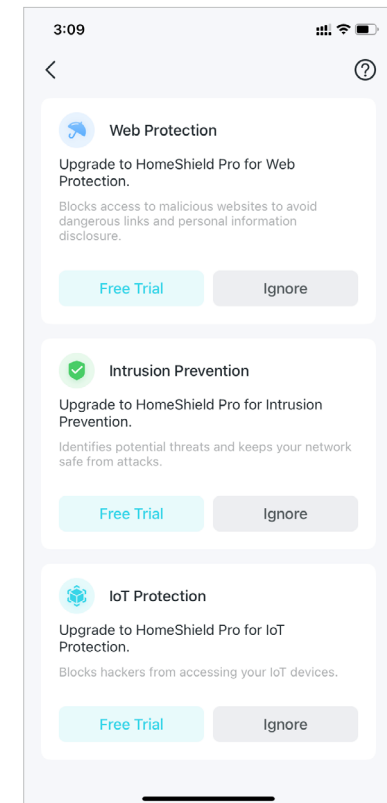 3:09
Web Protection
Upgrade to HomeShield Pro for Web
Protection.
Blocks access to malicious websites to avoid
dangerous links and personal information
disclosure.
Free Trial
Ignore
Intrusion Prevention
Upgrade to HomeShield Pro for Intrusion
Prevention.
Identifies potential threats and keeps your network
safe from attacks.
Free Trial
Ignore
IoT Protection
Upgrade to HomeShield Pro for IoT
Protection.
Blocks hackers from accessing your IoT devices.
Free Trial
Ignore